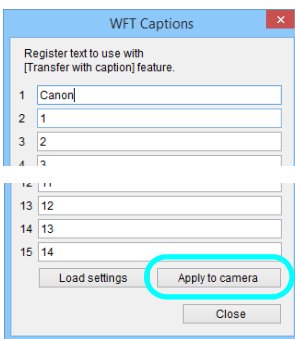 WFT Captions
Register text to use with
[Transfer with caption] feature.
1 Canon
2 1
3 2
4 3
12 11
13 12
14 13
15 14
Load settings Apply to camera
Close